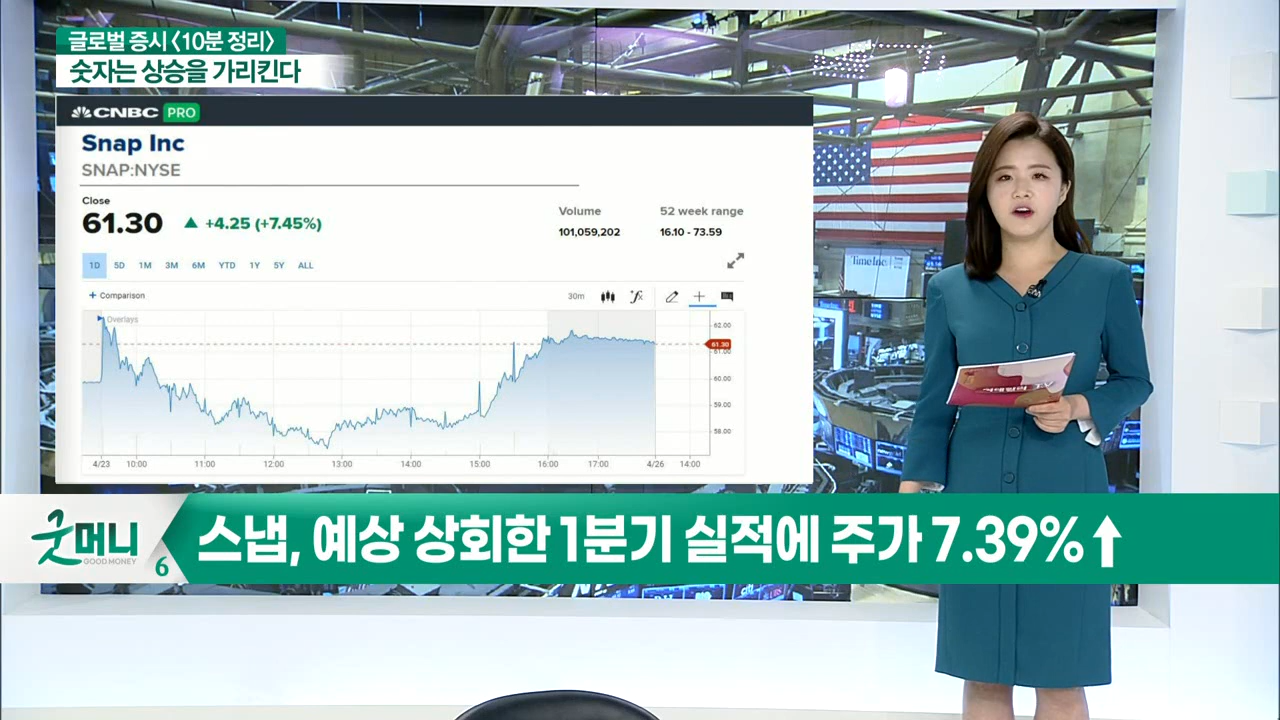 글로벌 증시 〈10분 정리〉
숫자는 상승을 가리킨다
CNBC PRO
Snap Inc
SNAP:NYSE
Close
61.30 ▲ +4.25 (+7.45%)
Volume
101,059,202
52 week range
16.10 - 73.59
1D 5D 1M 3M 6M YTD 1Y 5Y ALL
+ Comparison
30m
Overlays
62.00
61.30
61.00
60.00
59.00
58.00
4/23 10:00 11:00 12:00 13:00 14:00 15:00 16:00 17:00 4/26 14:00
Time Inc.
굿머니
GOOD MONEY
6
스냅, 예상 상회한 1분기 실적에 주가 7.39%⬆